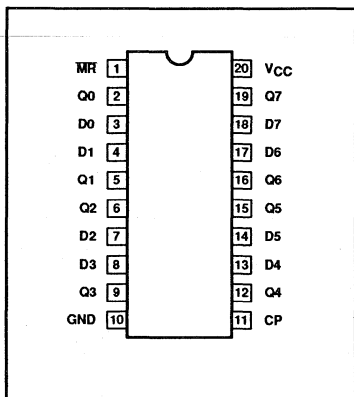 M̅R̅ 1 20 VCC
Q0 2 19 Q7
D0 3 18 D7
D1 4 17 D6
Q1 5 16 Q6
Q2 6 15 Q5
D2 7 14 D5
D3 8 13 D4
Q3 9 12 Q4
GND 10 11 CP